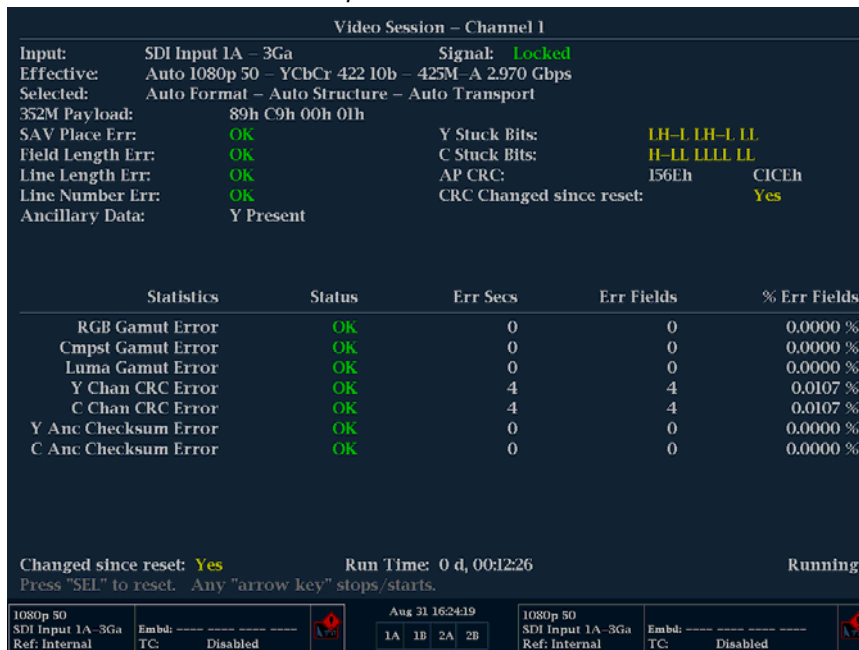 Video Session – Channel 1
Input: SDI Input 1A – 3Ga Signal: Locked
Effective: Auto 1080p 50 – YCbCr 422 10b – 425M–A 2.970 Gbps
Selected: Auto Format – Auto Structure – Auto Transport
352M Payload: 89h C9h 00h 01h
SAV Place Err: OK Y Stuck Bits: LH–L LH–L LL
Field Length Err: OK C Stuck Bits: H–LL LLLL LL
Line Length Err: OK AP CRC: 156Eh C1CEh
Line Number Err: OK CRC Changed since reset: Yes
Ancillary Data: Y Present
Statistics Status Err Secs Err Fields % Err Fields
RGB Gamut Error OK 0 0 0.0000 %
Cmpst Gamut Error OK 0 0 0.0000 %
Luma Gamut Error OK 0 0 0.0000 %
Y Chan CRC Error OK 4 4 0.0107 %
C Chan CRC Error OK 4 4 0.0107 %
Y Anc Checksum Error OK 0 0 0.0000 %
C Anc Checksum Error OK 0 0 0.0000 %
Changed since reset: Yes Run Time: 0 d, 00:12:26 Running
Press "SEL" to reset. Any "arrow key" stops/starts.
1080p 50 Aug 31 16:24:19 1080p 50
SDI Input 1A–3Ga Embd: –––– –––– –––– –––– 1A 1B 2A 2B SDI Input 1A–3Ga Embd: –––– –––– –––– ––––
Ref: Internal TC: Disabled Ref: Internal TC: Disabled